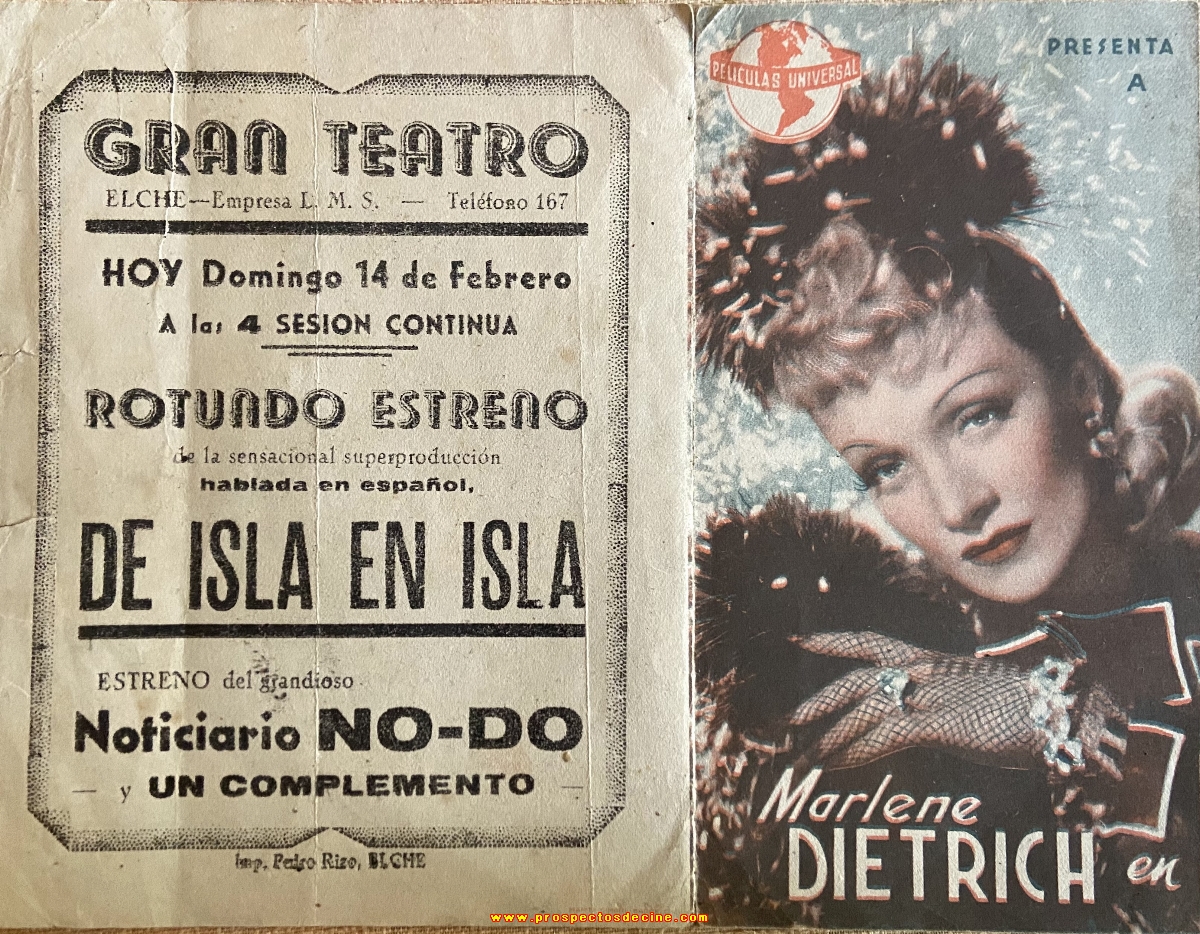 GRAN TEATRO
ELCHE—Empresa L. M. S. — Teléfono 167
HOY Domingo 14 de Febrero
A las 4 SESION CONTINUA
ROTUNDO ESTRENO
de la sensacional superproducción
hablada en español,
DE ISLA EN ISLA
ESTRENO del grandioso
Noticiario NO-DO
— y UN COMPLEMENTO —
Imp. Pedro Rizo, ELCHE
PELICULAS UNIVERSAL
PRESENTA
A
Marlene
DIETRICH en
www.prospectosdecine.com